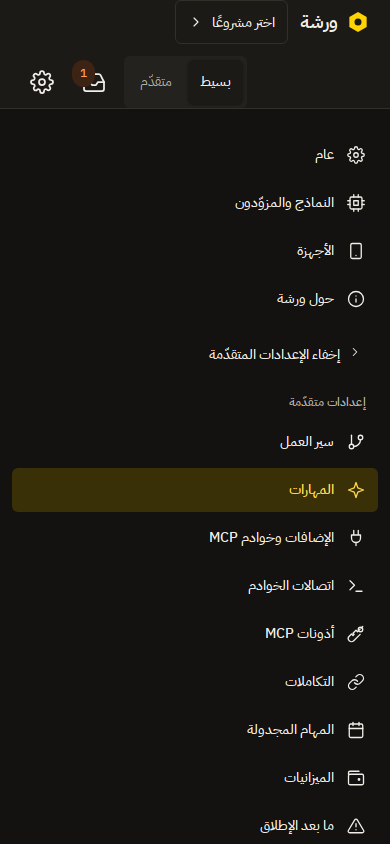 ورشة
اختر مشروعًا
بسيط
متقدّم
1
عام
النماذج والمزوّدون
الأجهزة
حول ورشة
إخفاء الإعدادات المتقدّمة
إعدادات متقدّمة
سير العمل
المهارات
الإضافات وخوادم MCP
اتصالات الخوادم
أذونات MCP
التكاملات
المهام المجدولة
الميزانيات
ما بعد الإطلاق